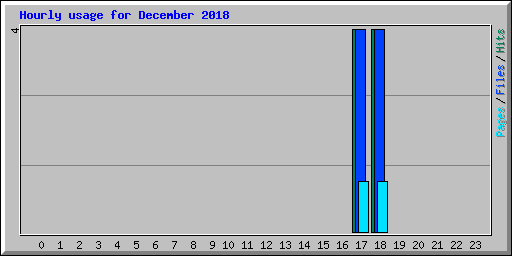 Hourly usage for December 2018
4
Pages/Files/Hits
0 1 2 3 4 5 6 7 8 9 10 11 12 13 14 15 16 17 18 19 20 21 22 23